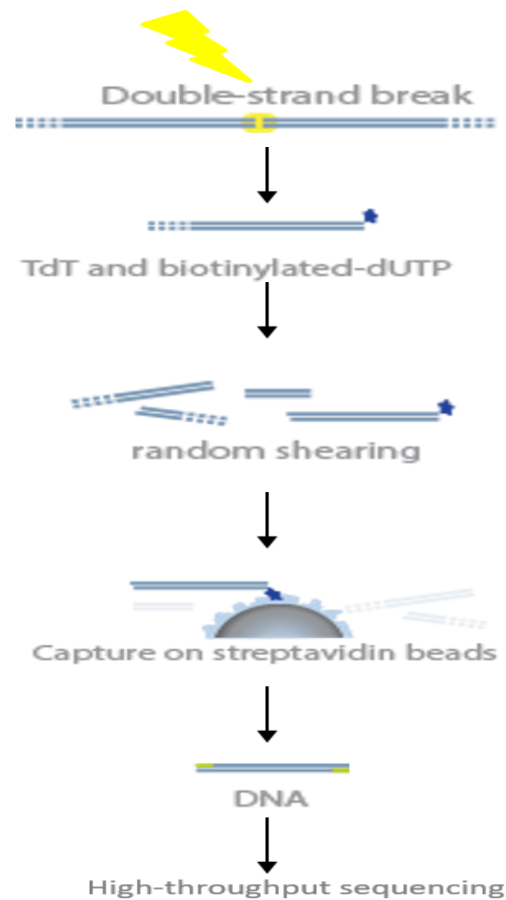 Double-strand break
TdT and biotinylated-dUTP
random shearing
Capture on streptavidin beads
DNA
High-throughput sequencing